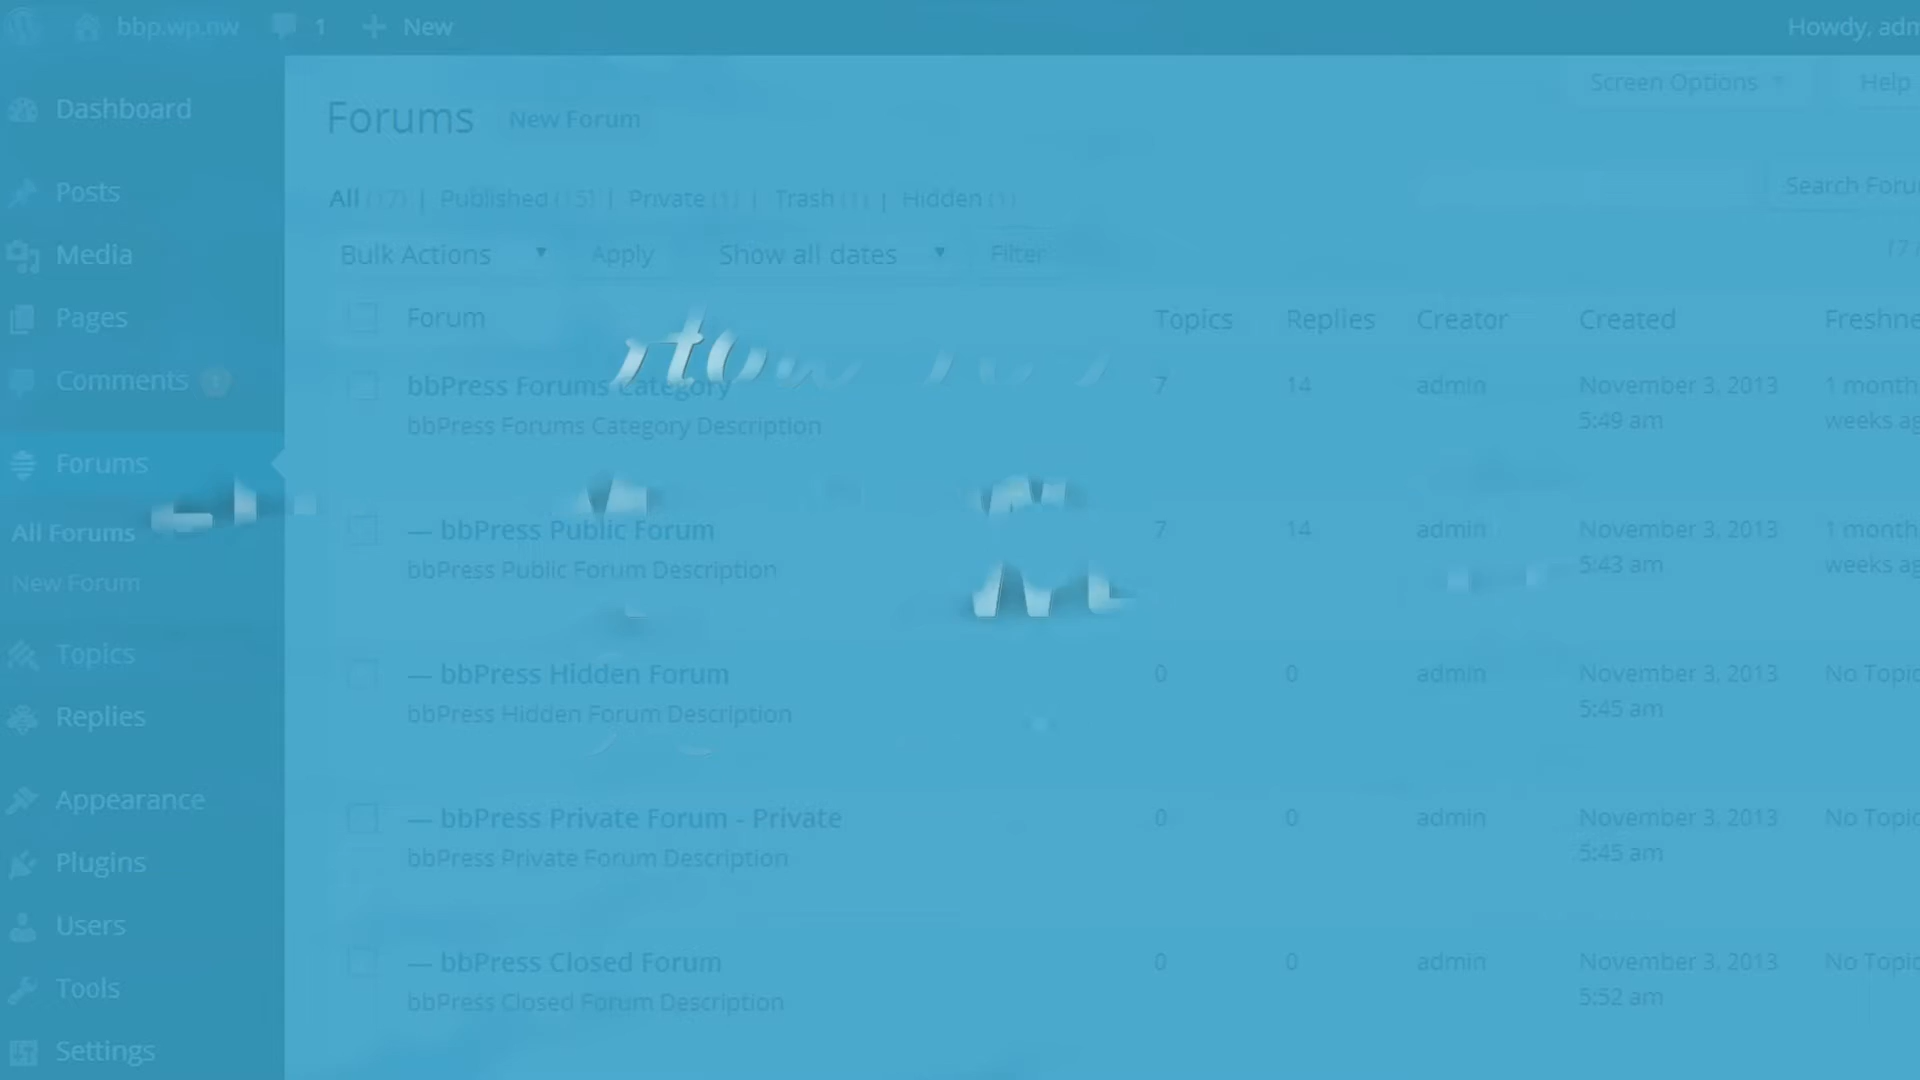 bbp.wp.nw 1 + New Howdy, adm
Screen Options Help
Dashboard
Forums New Forum
Posts
All (17) | Published (15) | Private (1) | Trash (1) | Hidden (1)
Search Foru
Media
Bulk Actions Apply Show all dates Filter
Pages
Forum Topics Replies Creator Created Freshne
Comments 1
bbPress Forums Category 7 14 admin November 3, 2013 1 month
5:49 am weeks ag
bbPress Forums Category Description
Forums
All Forums
— bbPress Public Forum 7 14 admin November 3, 2013 1 month
5:43 am weeks ag
bbPress Public Forum Description
New Forum
Topics
— bbPress Hidden Forum 0 0 admin November 3, 2013 No Topic
5:45 am
bbPress Hidden Forum Description
Replies
Appearance
— bbPress Private Forum - Private 0 0 admin November 3, 2013 No Topic
5:45 am
bbPress Private Forum Description
Plugins
Users
— bbPress Closed Forum 0 0 admin November 3, 2013 No Topic
5:52 am
bbPress Closed Forum Description
Tools
Settings